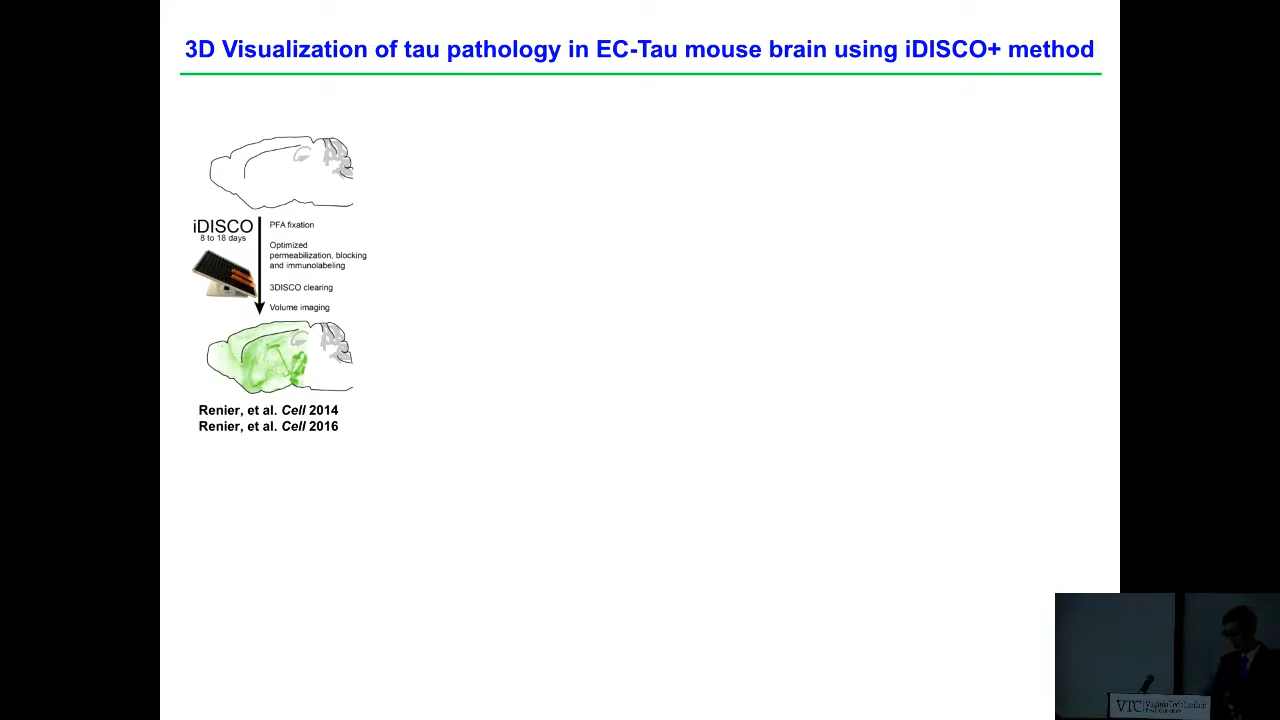 3D Visualization of tau pathology in EC-Tau mouse brain using iDISCO+ method
iDISCO
8 to 18 days
PFA fixation
Optimized
permeabilization, blocking
and immunolabeling
3DISCO clearing
Volume imaging
Renier, et al. Cell 2014
Renier, et al. Cell 2016
VTC